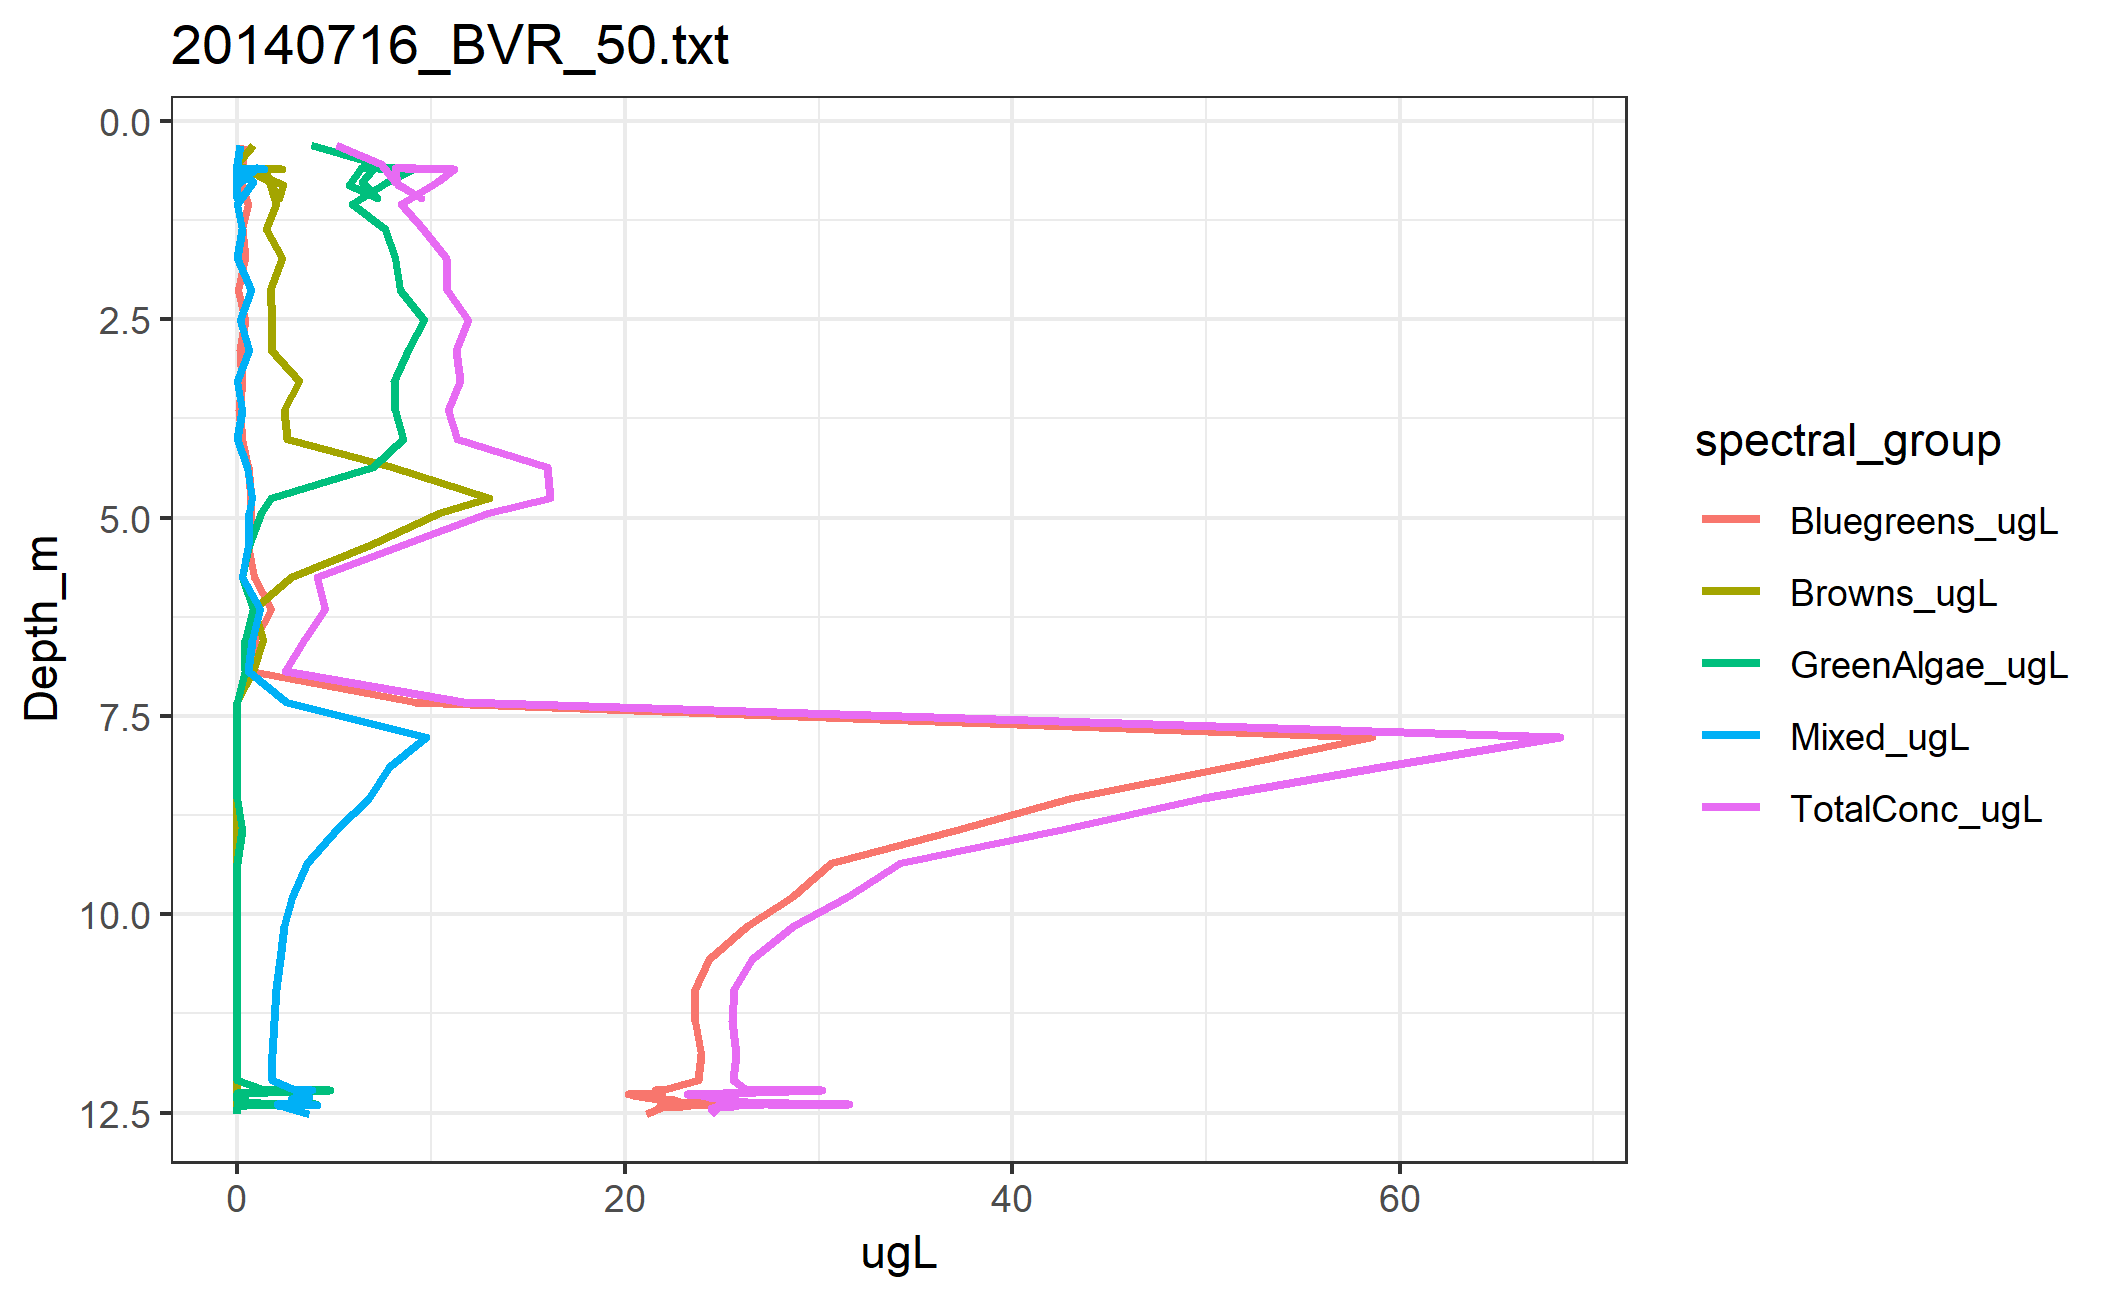 20140716_BVR_50.txt
0.0
2.5
5.0
7.5
10.0
12.5
Depth_m
0
20
40
60
ugL
spectral_group
Bluegreens_ugL
Browns_ugL
GreenAlgae_ugL
Mixed_ugL
TotalConc_ugL